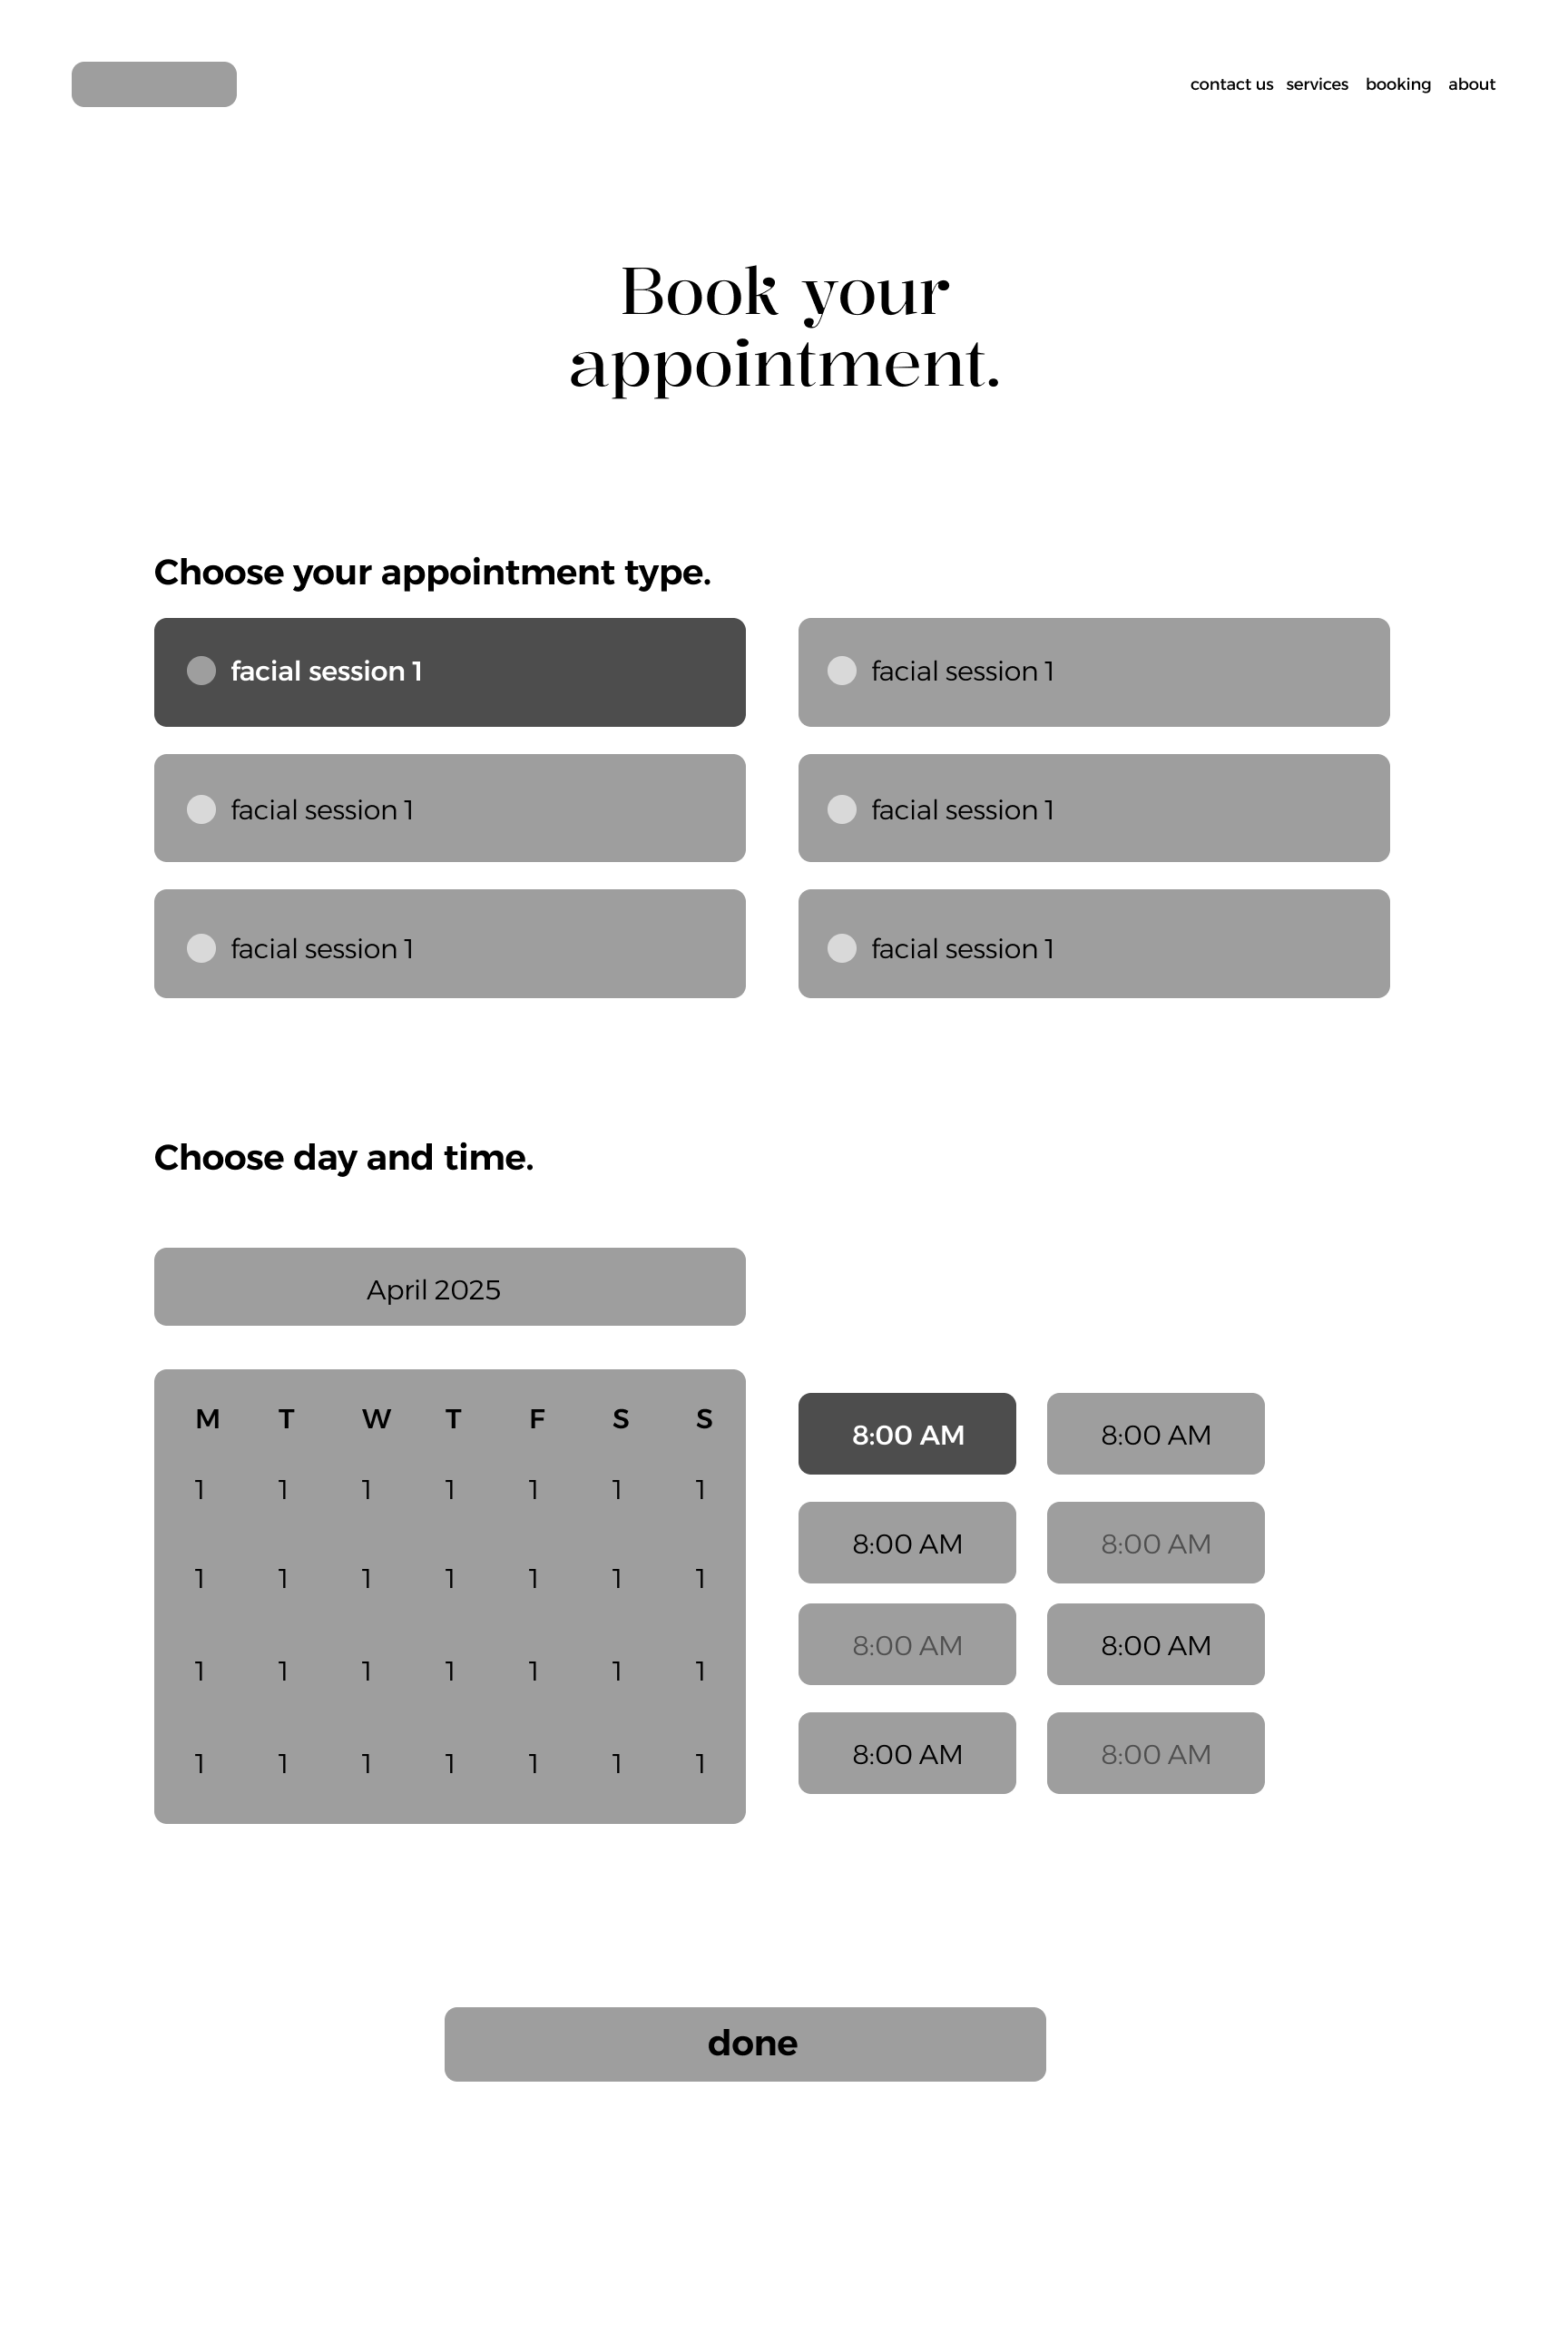 contact us services booking about
Book your
appointment.
Choose your appointment type.
facial session 1 facial session 1
facial session 1 facial session 1
facial session 1 facial session 1
Choose day and time.
April 2025
M T W T F S S
1 1 1 1 1 1 1
1 1 1 1 1 1 1
1 1 1 1 1 1 1
1 1 1 1 1 1 1
8:00 AM 8:00 AM
8:00 AM 8:00 AM
8:00 AM 8:00 AM
8:00 AM 8:00 AM
done